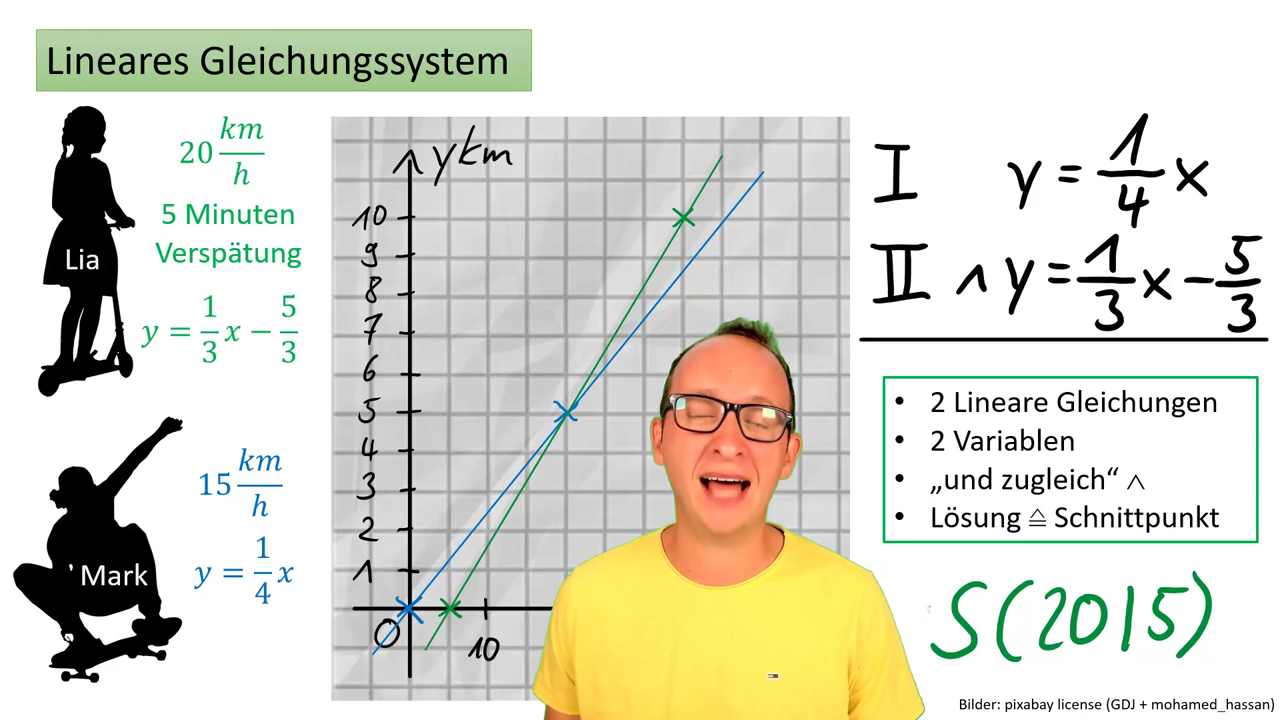 Lineares Gleichungssystem
20 km/h
5 Minuten
Verspätung
Lia
y = 1/3 x − 5/3
15 km/h
Mark
y = 1/4 x
y km
10
9
8
7
6
5
4
3
2
1
0
10
I y = 1/4 x
II ∧ y = 1/3 x − 5/3
• 2 Lineare Gleichungen
• 2 Variablen
• „und zugleich“ ∧
• Lösung ≙ Schnittpunkt
S(20|5)
Bilder: pixabay license (GDJ + mohamed_hassan)